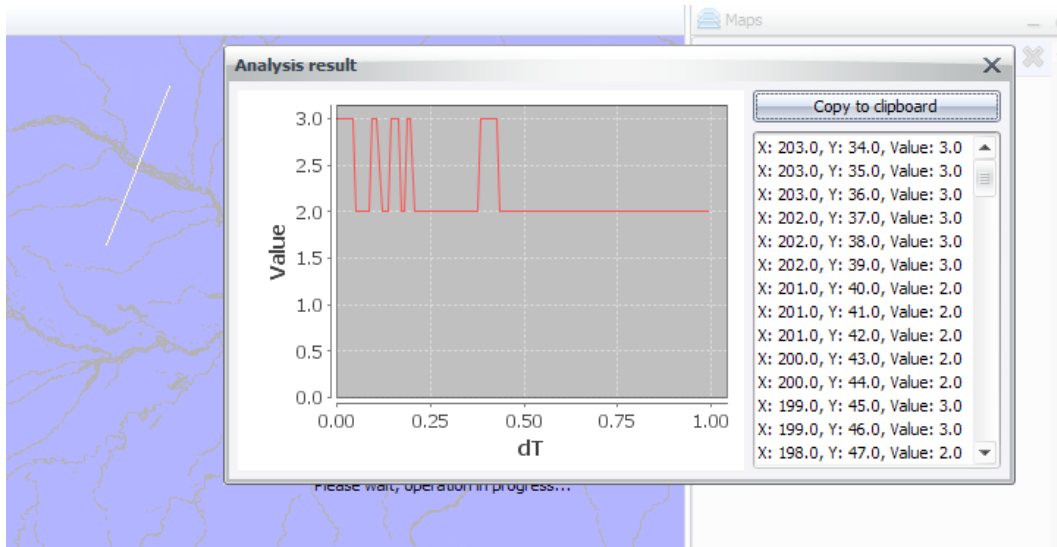 Maps
Analysis result
Copy to clipboard
3.0
2.5
2.0
1.5
1.0
0.5
0.0
Value
0.00 0.25 0.50 0.75 1.00
dT
X: 203.0, Y: 34.0, Value: 3.0
X: 203.0, Y: 35.0, Value: 3.0
X: 203.0, Y: 36.0, Value: 3.0
X: 202.0, Y: 37.0, Value: 3.0
X: 202.0, Y: 38.0, Value: 3.0
X: 202.0, Y: 39.0, Value: 3.0
X: 201.0, Y: 40.0, Value: 2.0
X: 201.0, Y: 41.0, Value: 2.0
X: 201.0, Y: 42.0, Value: 2.0
X: 200.0, Y: 43.0, Value: 2.0
X: 200.0, Y: 44.0, Value: 2.0
X: 199.0, Y: 45.0, Value: 3.0
X: 199.0, Y: 46.0, Value: 3.0
X: 198.0, Y: 47.0, Value: 2.0
Please wait, operation in progress...